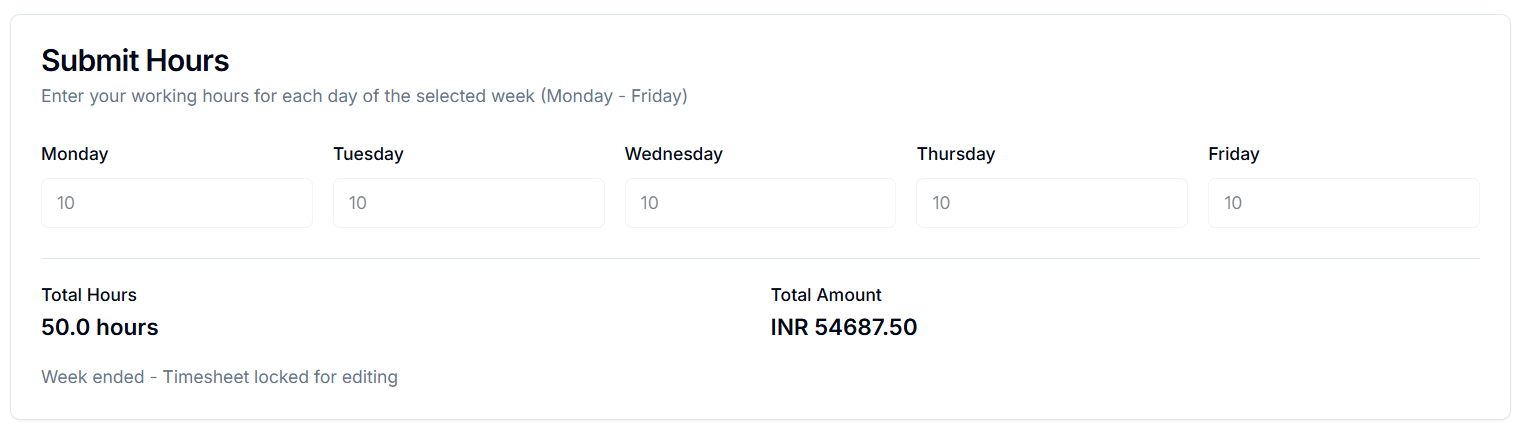 Submit Hours
Enter your working hours for each day of the selected week (Monday - Friday)
Monday Tuesday Wednesday Thursday Friday
10 10 10 10 10
Total Hours Total Amount
50.0 hours INR 54687.50
Week ended - Timesheet locked for editing